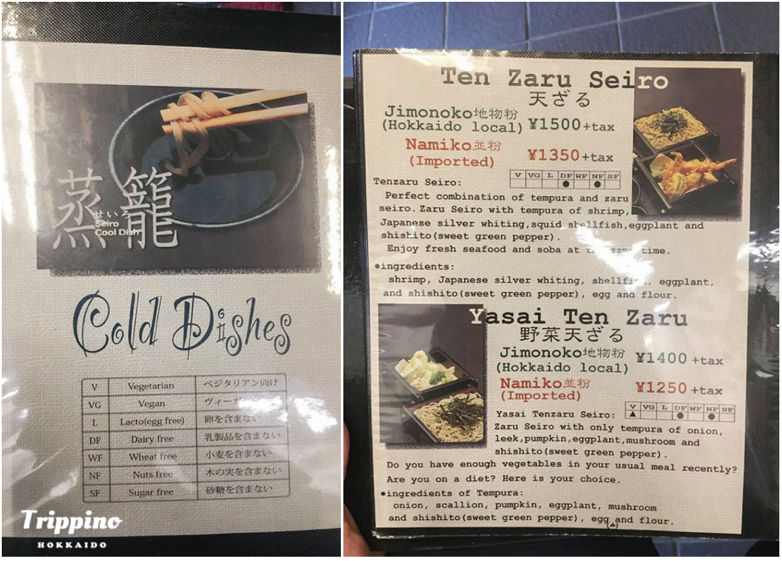 蒸籠
せいろ
Seiro
Cool Dish
Cold Dishes
V Vegetarian ベジタリアン向け
VG Vegan ヴィーガン
L Lacto(egg free) 卵を含まない
DF Dairy free 乳製品を含まない
WF Wheat free 小麦を含まない
NF Nuts free 木の実を含まない
SF Sugar free 砂糖を含まない
Trippino
HOKKAIDO
Ten Zaru Seiro
天ざる
Jimonoko地物粉
(Hokkaido local) ¥1500+tax
Namiko並粉
(Imported) ¥1350+tax
V VG L DF WF NF SF
● ●
Tenzaru Seiro:
Perfect combination of tempura and zaru
seiro. Zaru Seiro with tempura of shrimp,
Japanese silver whiting,squid shellfish,eggplant and
shishito(sweet green pepper).
Enjoy fresh seafood and soba at the same time.
●ingredients:
shrimp, Japanese silver whiting, shellfish, eggplant,
and shishito(sweet green pepper), egg and flour.
Yasai Ten Zaru
野菜天ざる
Jimonoko地物粉
(Hokkaido local) ¥1400+tax
Namiko並粉
(Imported) ¥1250+tax
V VG L DF WF NF SF
▲ ● ●
Yasai Tenzaru Seiro:
Zaru Seiro with only tempura of onion,
leek,pumpkin,eggplant,mushroom and
shishito(sweet green pepper).
Do you have enough vegetables in your usual meal recently?
Are you on a diet? Here is your choice.
●ingredients of Tempura:
onion, scallion, pumpkin, eggplant, mushroom
and shishito(sweet green pepper), egg and flour.
(▲)